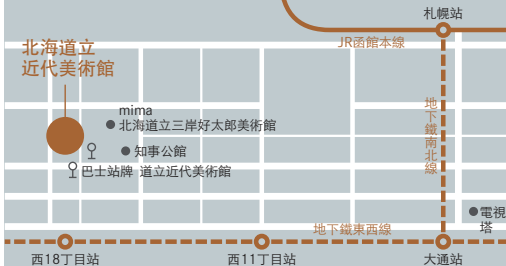 札幌站
JR函館本線
北海道立
近代美術館
mima
北海道立三岸好太郎美術館
知事公館
巴士站牌 道立近代美術館
地下鐵南北線
電視
塔
地下鐵東西線
西18丁目站
西11丁目站
大通站